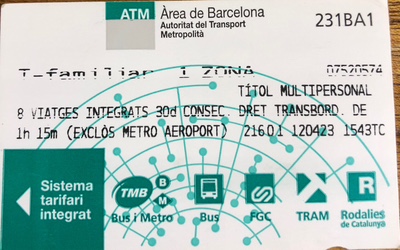 ATM Àrea de Barcelona
Autoritat del Transport
Metropolità
231BA1
T-familiar 1 ZONA 07520574
TÍTOL MULTIPERSONAL
8 VIATGES INTEGRATS 30d CONSEC. DRET TRANSBORD. DE
1h 15m (EXCLÒS METRO AEROPORT) 21601 120423 1543TC
Sistema
tarifari
integrat
TMB B M
Bus i Metro
Bus
FGC
TRAM
R
Rodalies
de Catalunya